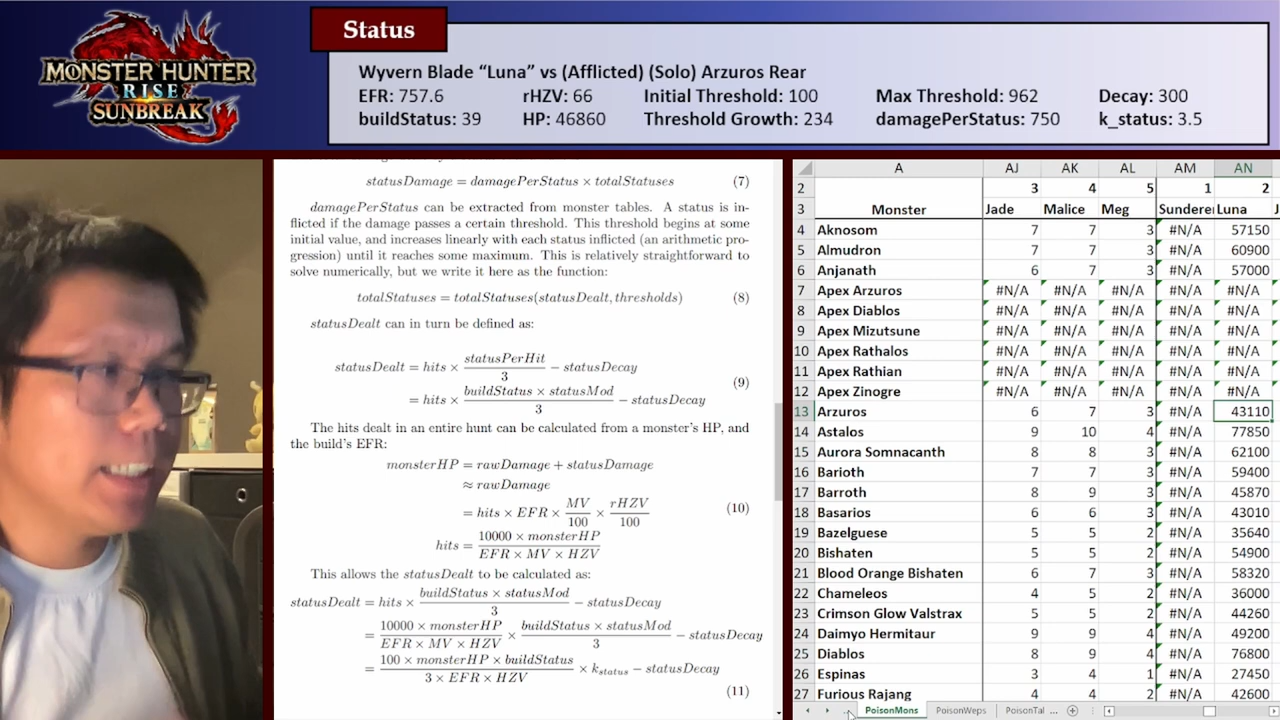 MONSTER HUNTER
RISE
SUNBREAK
Status
Wyvern Blade “Luna” vs (Afflicted) (Solo) Arzuros Rear
EFR: 757.6 rHZV: 66 Initial Threshold: 100 Max Threshold: 962 Decay: 300
buildStatus: 39 HP: 46860 Threshold Growth: 234 damagePerStatus: 750 k_status: 3.5
statusDamage = damagePerStatus × totalStatuses (7)
damagePerStatus can be extracted from monster tables. A status is in-
flicted if the damage passes a certain threshold. This threshold begins at some
initial value, and increases linearly with each status inflicted (an arithmetic pro-
gression) until it reaches some maximum. This is relatively straightforward to
solve numerically, but we write it here as the function:
totalStatuses = totalStatuses(statusDealt, thresholds) (8)
statusDealt can in turn be defined as:
statusDealt = hits × statusPerHit / 3 − statusDecay
= hits × buildStatus × statusMod / 3 − statusDecay (9)
The hits dealt in an entire hunt can be calculated from a monster's HP, and
the build's EFR:
monsterHP = rawDamage + statusDamage
≈ rawDamage
= hits × EFR × MV / 100 × rHZV / 100 (10)
hits = 10000 × monsterHP / EFR × MV × HZV
This allows the statusDealt to be calculated as:
statusDealt = hits × buildStatus × statusMod / 3 − statusDecay
= 10000 × monsterHP / EFR × MV × HZV × buildStatus × statusMod / 3 − statusDecay
= 100 × monsterHP × buildStatus / 3 × EFR × HZV × kstatus − statusDecay
(11)
A AJ AK AL AM AN
2 3 4 5 1 2
3 Monster Jade Malice Meg Sundere Luna J
4 Aknosom 7 7 3 #N/A 57150
5 Almudron 7 7 3 #N/A 60900
6 Anjanath 6 7 3 #N/A 57000
7 Apex Arzuros #N/A #N/A #N/A #N/A #N/A
8 Apex Diablos #N/A #N/A #N/A #N/A #N/A
9 Apex Mizutsune #N/A #N/A #N/A #N/A #N/A
10 Apex Rathalos #N/A #N/A #N/A #N/A #N/A
11 Apex Rathian #N/A #N/A #N/A #N/A #N/A
12 Apex Zinogre #N/A #N/A #N/A #N/A #N/A
13 Arzuros 6 7 3 #N/A 43110
14 Astalos 9 10 4 #N/A 77850
15 Aurora Somnacanth 8 8 3 #N/A 62100
16 Barioth 7 7 3 #N/A 59400
17 Barroth 8 9 3 #N/A 45870
18 Basarios 6 6 3 #N/A 43010
19 Bazelguese 5 5 2 #N/A 35640
20 Bishaten 5 5 2 #N/A 54900
21 Blood Orange Bishaten 6 7 3 #N/A 58320
22 Chameleos 4 5 2 #N/A 36000
23 Crimson Glow Valstrax 5 5 2 #N/A 44260
24 Daimyo Hermitaur 9 9 4 #N/A 49200
25 Diablos 8 9 4 #N/A 76800
26 Espinas 3 4 1 #N/A 27450
27 Furious Rajang 4 4 2 #N/A 42600
... PoisonMons PoisonWeps PoisonTal ...